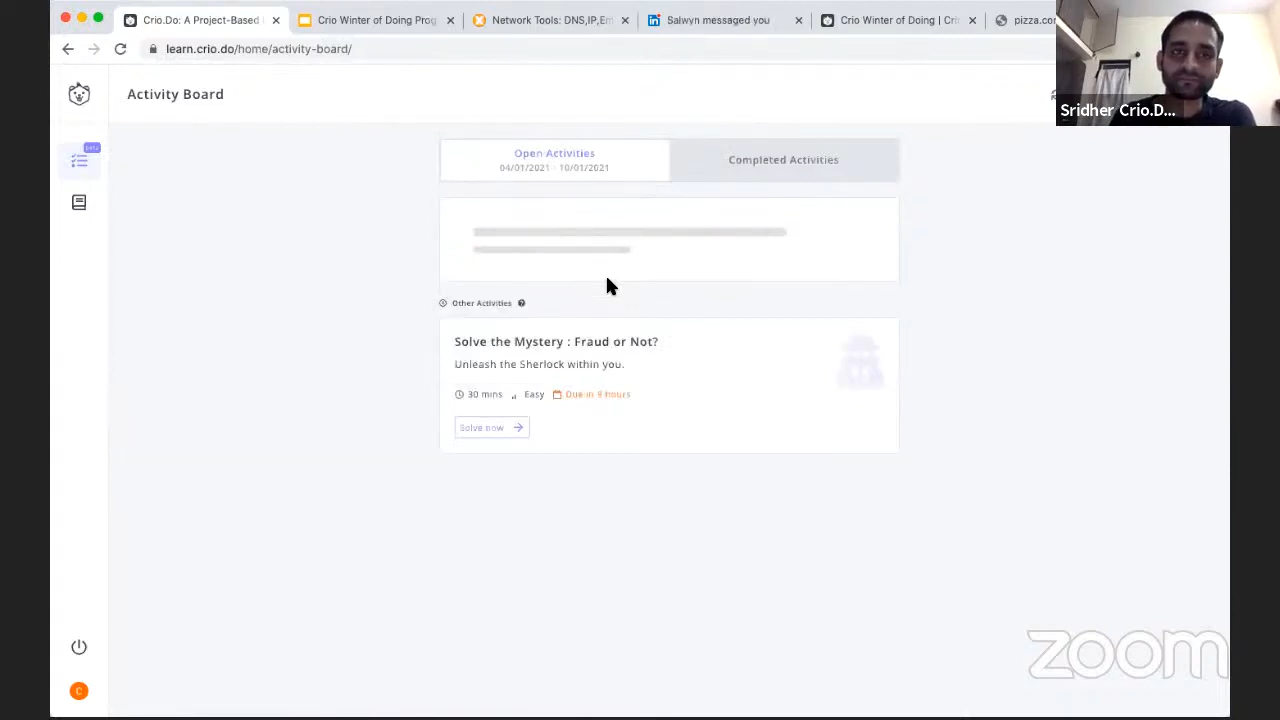 Crio.Do: A Project-Based
Crio Winter of Doing Prog
Network Tools: DNS,IP,Em
Salwyn messaged you
Crio Winter of Doing | Cri
pizza.co
learn.crio.do/home/activity-board/
Sridher Crio.D...
Activity Board
beta
Open Activities
04/01/2021 - 10/01/2021
Completed Activities
Other Activities
Solve the Mystery : Fraud or Not?
Unleash the Sherlock within you.
30 mins Easy Due in 9 hours
Solve now
zoom
C